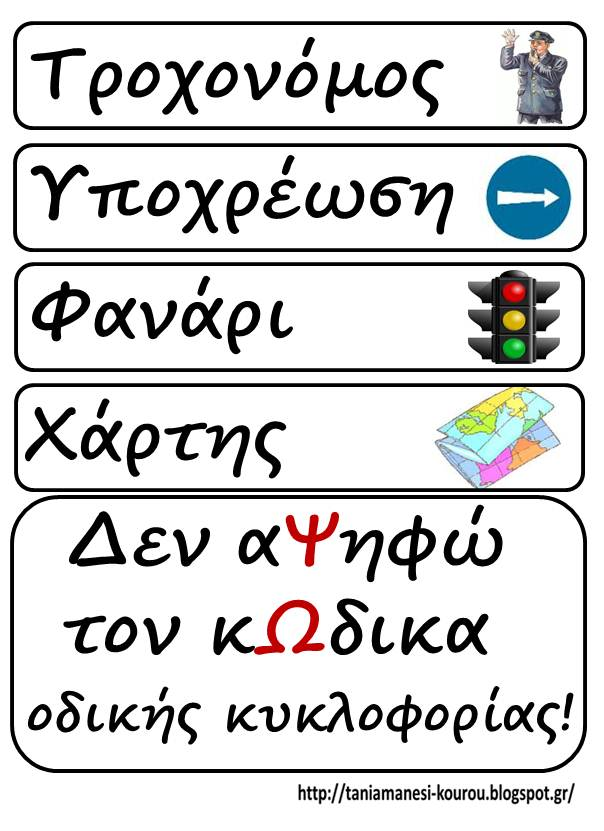 Τροχονόμος
Υποχρέωση
Φανάρι
Χάρτης
Δεν αΨηφώ
τον κΩδικα
οδικής κυκλοφορίας!
http://taniamanesi-kourou.blogspot.gr/